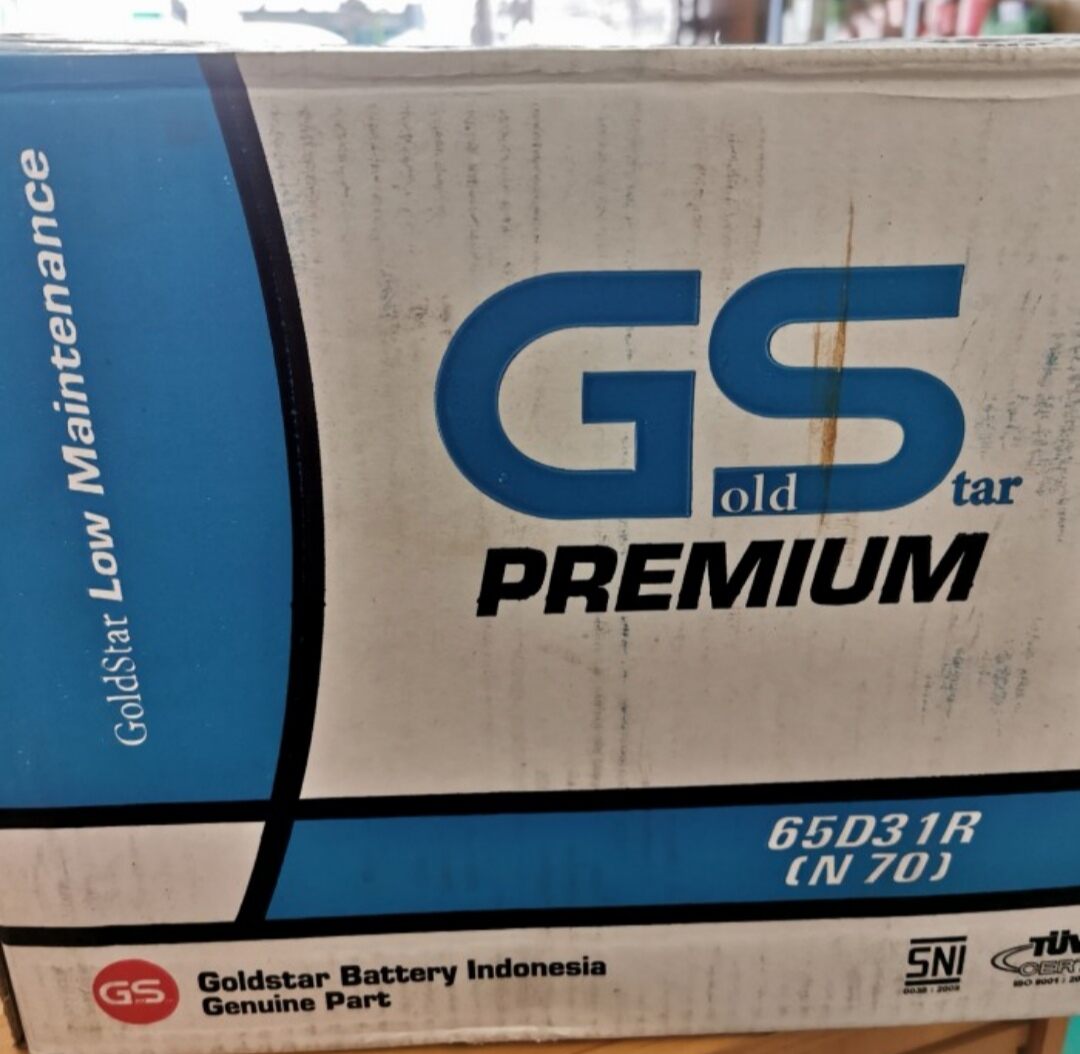 GoldStar Low Maintenance
GS
old
tar
PREMIUM
65D31R
(N 70)
GS
Goldstar Battery Indonesia
Genuine Part
SNI
TÜV